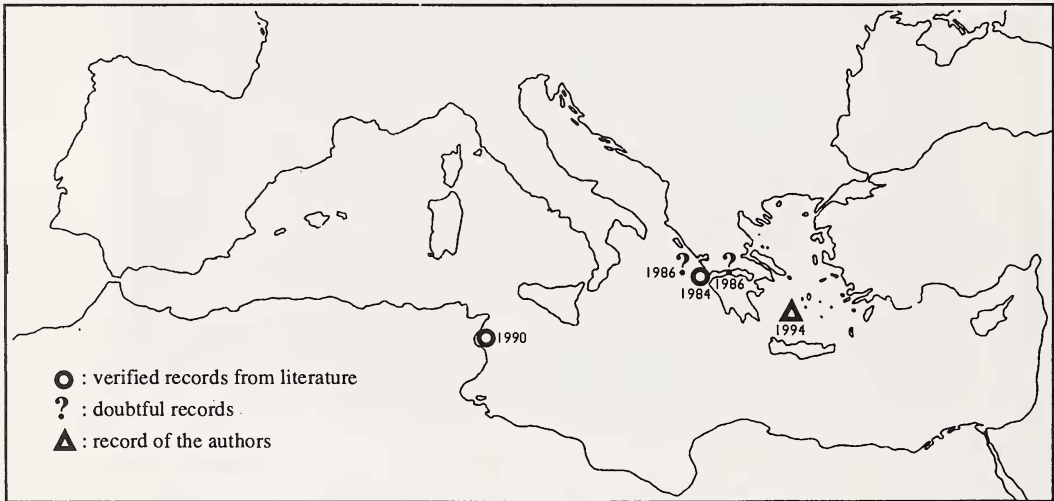 1986 ?
?
1984
1986
1994
1990
: verified records from literature
? : doubtful records
: record of the authors